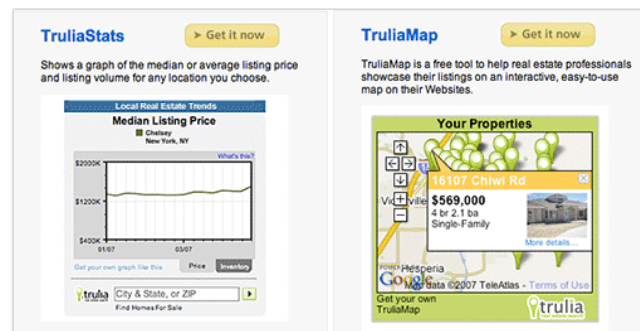 TruliaStats
Get it now
Shows a graph of the median or average listing price
and listing volume for any location you choose.
Local Real Estate Trends
Median Listing Price
Chelsey
New York, NY
What's this?
$2000K
$1200K
$400K
01/07 03/07
Get your own graph like this
Price
Inventory
trulia
City & State, or ZIP
Find Homes For Sale
TruliaMap
Get it now
TruliaMap is a free tool to help real estate professionals
showcase their listings on an interactive, easy-to-use
map on their Websites.
Your Properties
16107 Chiwi Rd
$569,000
4 br 2.1 ba
Single-Family
More details...
Hesperia
POWERED BY
Google
Map data ©2007 TeleAtlas - Terms of Use
Get your own
TruliaMap
trulia